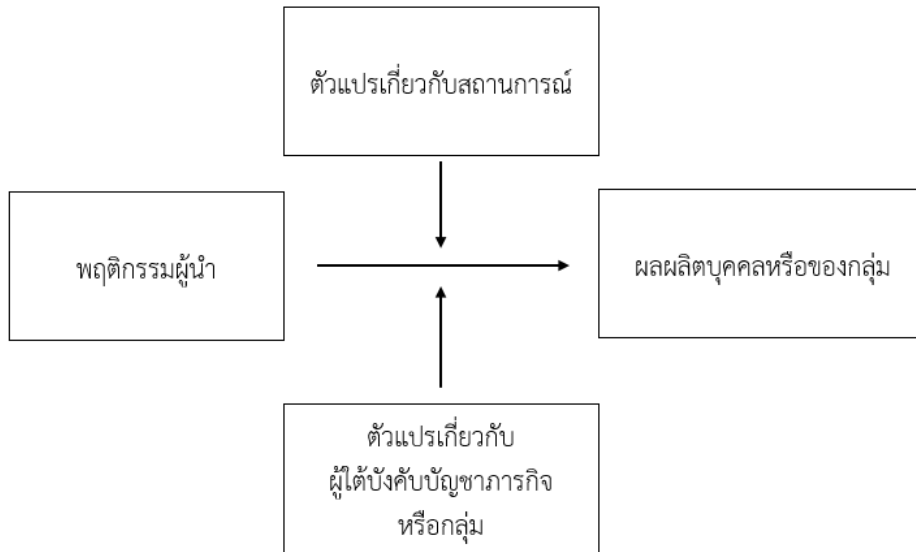 ตัวแปรเกี่ยวกับสถานการณ์
พฤติกรรมผู้นำ
ผลผลิตบุคคลหรือของกลุ่ม
ตัวแปรเกี่ยวกับ
ผู้ใต้บังคับบัญชาภารกิจ
หรือกลุ่ม